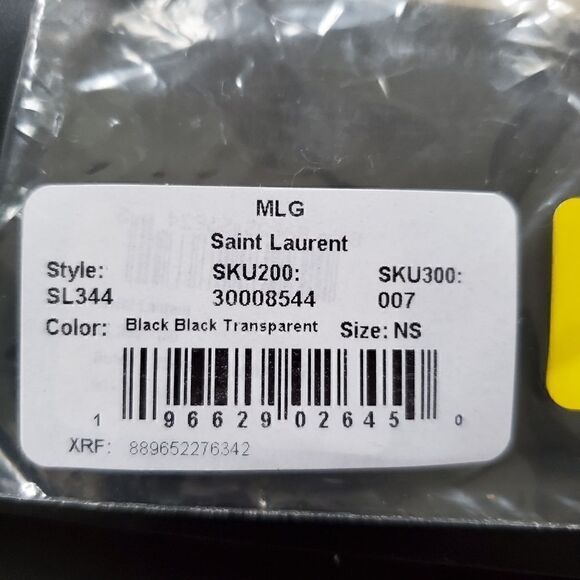 MLG
Saint Laurent
Style: SKU200: SKU300:
SL344 30008544 007
Color: Black Black Transparent Size: NS
1 96629 02645 0
XRF: 889652276342